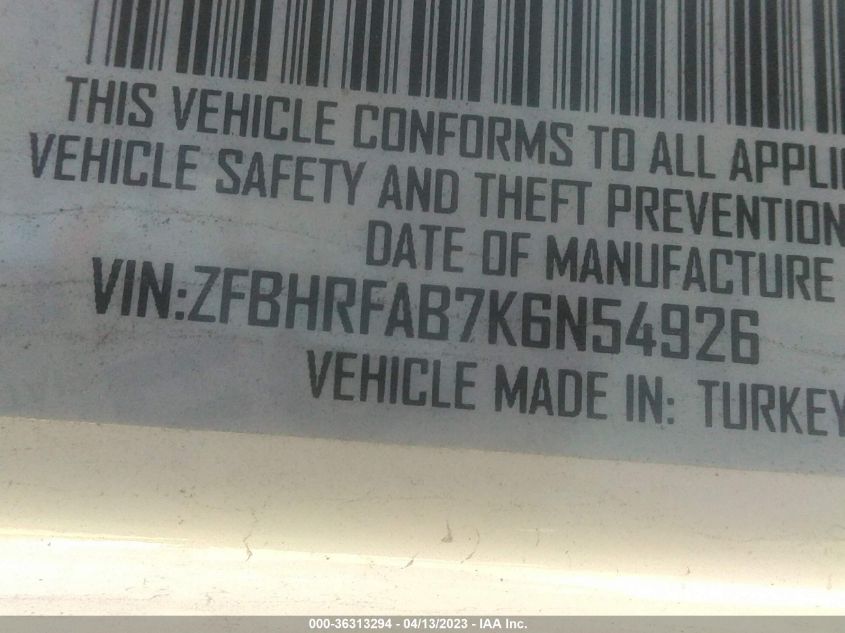 THIS VEHICLE CONFORMS TO ALL APPLI
VEHICLE SAFETY AND THEFT PREVENTION
DATE OF MANUFACTURE
VIN:ZFBHRFAB7K6N54926
VEHICLE MADE IN: TURKEY
000-36313294 - 04/13/2023 - IAA Inc.